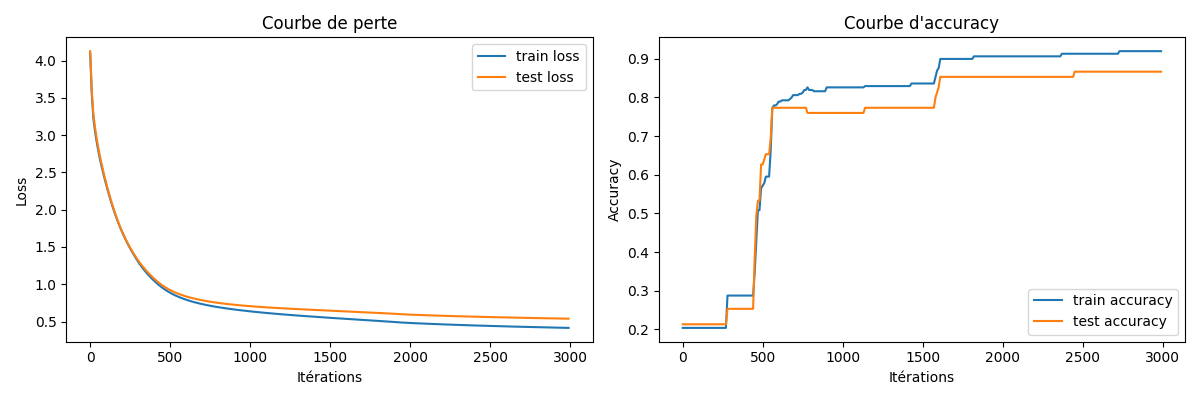 Courbe de perte
Loss
4.0
3.5
3.0
2.5
2.0
1.5
1.0
0.5
train loss
test loss
0 500 1000 1500 2000 2500 3000
Itérations
Courbe d'accuracy
Accuracy
0.9
0.8
0.7
0.6
0.5
0.4
0.3
0.2
train accuracy
test accuracy
0 500 1000 1500 2000 2500 3000
Itérations